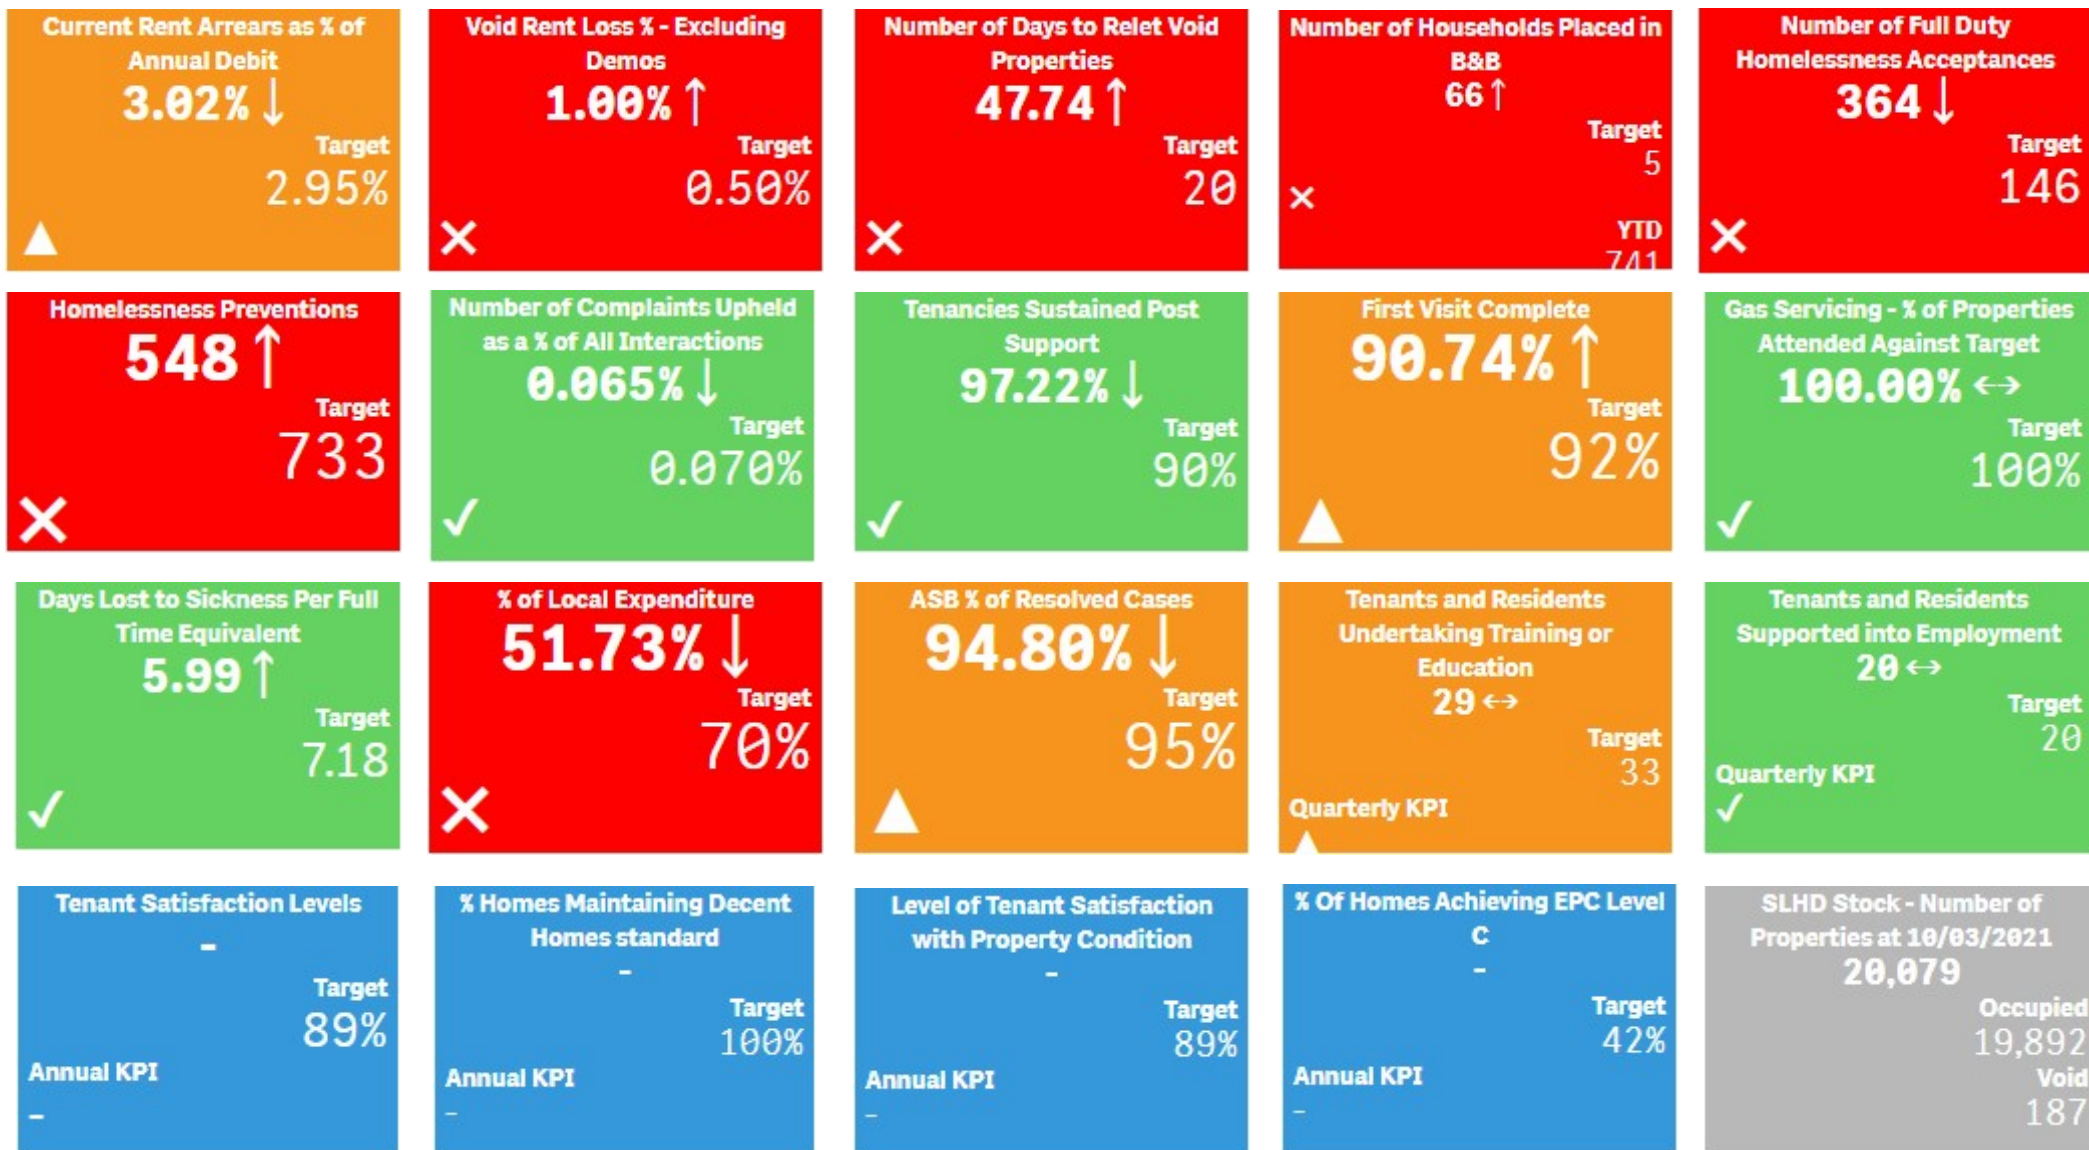 Current Rent Arrears as % of
Annual Debit
3.02% ↓
Target
2.95%
▲
Void Rent Loss % - Excluding
Demos
1.00% ↑
Target
0.50%
×
Number of Days to Relet Void
Properties
47.74 ↑
Target
20
×
Number of Households Placed in
B&B
66 ↑
Target
5
×
YTD
741
Number of Full Duty
Homelessness Acceptances
364 ↓
Target
146
×
Homelessness Preventions
548 ↑
Target
733
×
Number of Complaints Upheld
as a % of All Interactions
0.065% ↓
Target
0.070%
✓
Tenancies Sustained Post
Support
97.22% ↓
Target
90%
✓
First Visit Complete
90.74% ↑
Target
92%
▲
Gas Servicing - % of Properties
Attended Against Target
100.00% ↔
Target
100%
✓
Days Lost to Sickness Per Full
Time Equivalent
5.99 ↑
Target
7.18
✓
% of Local Expenditure
51.73% ↓
Target
70%
×
ASB % of Resolved Cases
94.80% ↓
Target
95%
▲
Tenants and Residents
Undertaking Training or
Education
29 ↔
Target
33
Quarterly KPI
▲
Tenants and Residents
Supported into Employment
20 ↔
Target
20
Quarterly KPI
✓
Tenant Satisfaction Levels
-
Target
89%
Annual KPI
-
% Homes Maintaining Decent
Homes standard
-
Target
100%
Annual KPI
-
Level of Tenant Satisfaction
with Property Condition
-
Target
89%
Annual KPI
-
% Of Homes Achieving EPC Level
C
-
Target
42%
Annual KPI
-
SLHD Stock - Number of
Properties at 10/03/2021
20,079
Occupied
19,892
Void
187